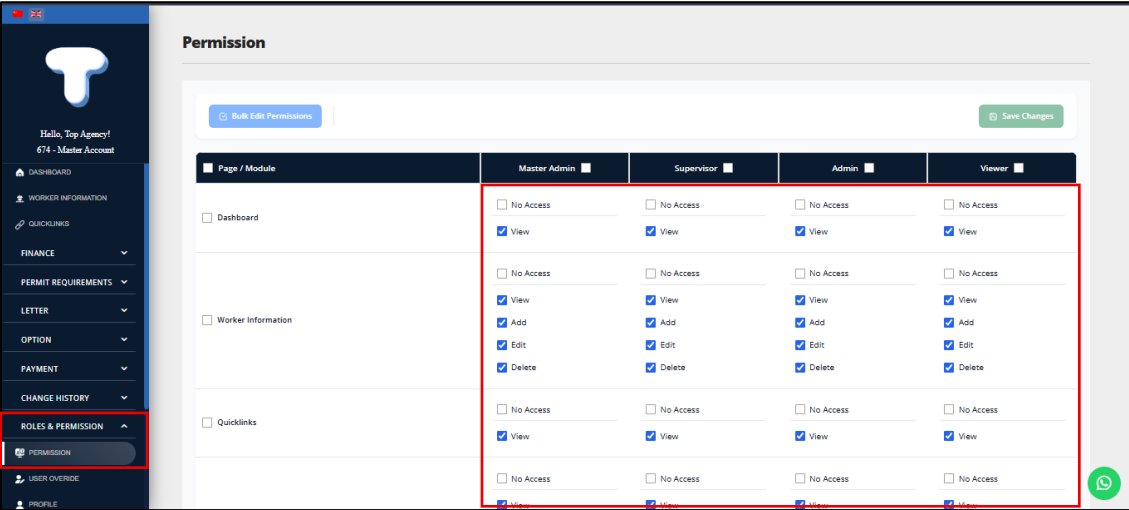 Permission
Hello, Top Agency!
674 - Master Account
DASHBOARD
WORKER INFORMATION
QUICKLINKS
FINANCE
PERMIT REQUIREMENTS
LETTER
OPTION
PAYMENT
CHANGE HISTORY
ROLES & PERMISSION
PERMISSION
USER OVERIDE
PROFILE
Bulk Edit Permissions
Save Changes
Page / Module Master Admin Supervisor Admin Viewer
Dashboard
No Access No Access No Access No Access
View View View View
Worker Information
No Access No Access No Access No Access
View View View View
Add Add Add Add
Edit Edit Edit Edit
Delete Delete Delete Delete
Quicklinks
No Access No Access No Access No Access
View View View View
No Access No Access No Access No Access
View View View View